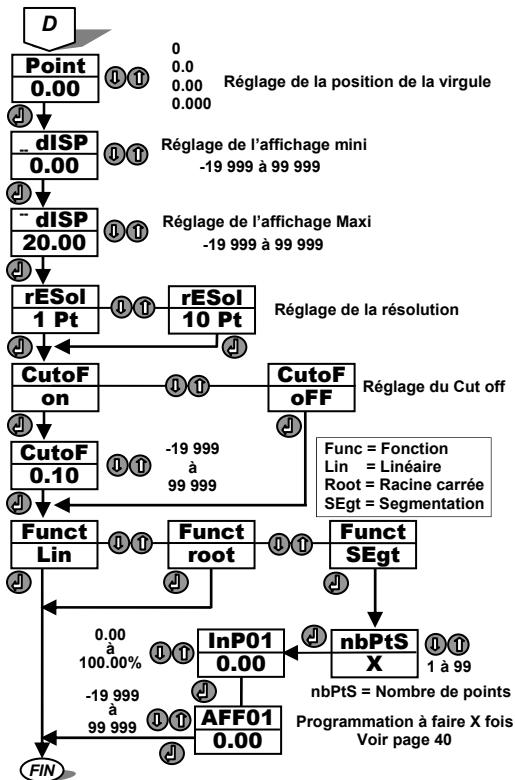 D
Point
0.00
0
0.0
0.00
0.000
Réglage de la position de la virgule
_ dISP
0.00
Réglage de l'affichage mini
-19 999 à 99 999
¯ dISP
20.00
Réglage de l'affichage Maxi
-19 999 à 99 999
rESol
1 Pt
rESol
10 Pt
Réglage de la résolution
CutoF
on
CutoF
oFF
Réglage du Cut off
CutoF
0.10
-19 999
à
99 999
Func = Fonction
Lin = Linéaire
Root = Racine carrée
SEgt = Segmentation
Funct
Lin
Funct
root
Funct
SEgt
0.00
à
100.00%
InP01
0.00
nbPtS
X
1 à 99
nbPtS = Nombre de points
-19 999
à
99 999
AFF01
0.00
Programmation à faire X fois
Voir page 40
FIN